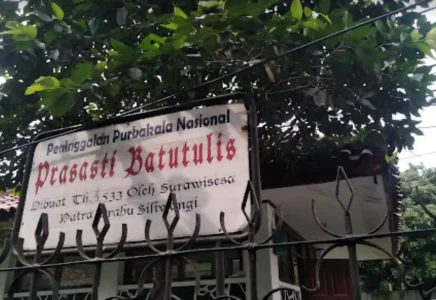 Peninggalan Purbakala Nasional
Prasasti Batutulis
Dibuat Th. 1533 Oleh Surawisesa
Putra Prabu Siliwangi